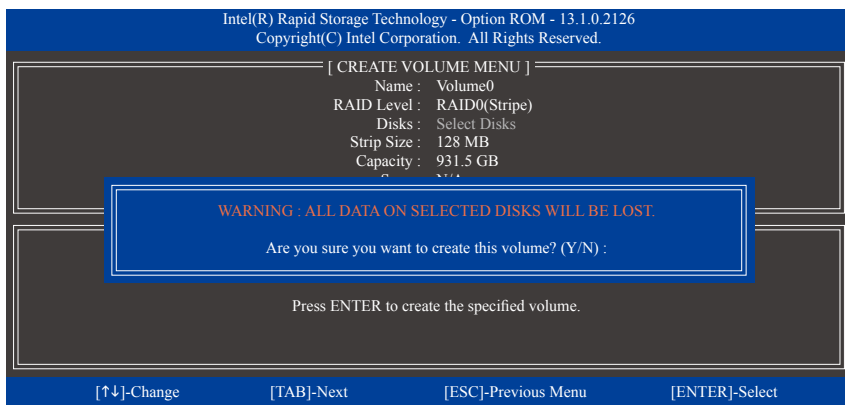 Intel(R) Rapid Storage Technology - Option ROM - 13.1.0.2126
Copyright(C) Intel Corporation. All Rights Reserved.
[ CREATE VOLUME MENU ]
Name : Volume0
RAID Level : RAID0(Stripe)
Disks : Select Disks
Strip Size : 128 MB
Capacity : 931.5 GB
WARNING : ALL DATA ON SELECTED DISKS WILL BE LOST.
Are you sure you want to create this volume? (Y/N) :
Press ENTER to create the specified volume.
[↑↓]-Change [TAB]-Next [ESC]-Previous Menu [ENTER]-Select